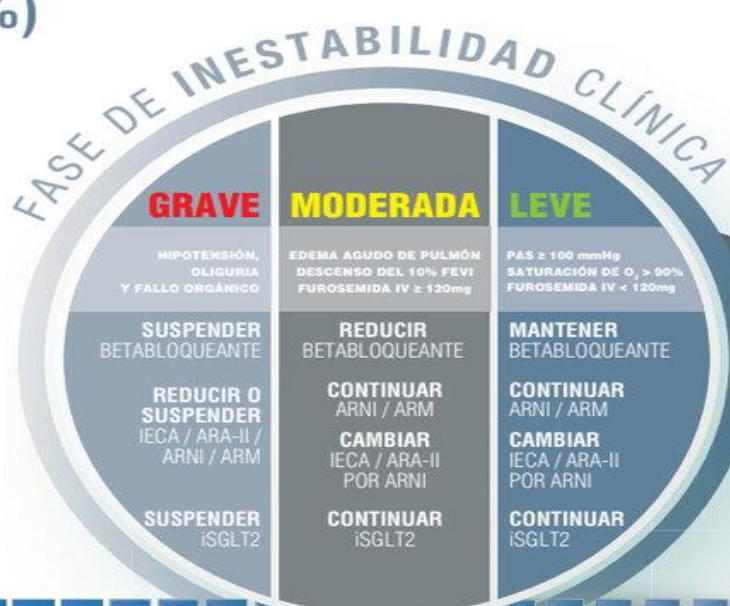 %)
FASE DE INESTABILIDAD CLÍNICA
GRAVE
HIPOTENSIÓN,
OLIGURIA
Y FALLO ORGÁNICO
SUSPENDER
BETABLOQUEANTE
REDUCIR O
SUSPENDER
IECA / ARA-II /
ARNI / ARM
SUSPENDER
iSGLT2
MODERADA
EDEMA AGUDO DE PULMÓN
DESCENSO DEL 10% FEVI
FUROSEMIDA IV ≥ 120mg
REDUCIR
BETABLOQUEANTE
CONTINUAR
ARNI / ARM
CAMBIAR
IECA / ARA-II
POR ARNI
CONTINUAR
iSGLT2
LEVE
PAS ≥ 100 mmHg
SATURACIÓN DE O₂ > 90%
FUROSEMIDA IV < 120mg
MANTENER
BETABLOQUEANTE
CONTINUAR
ARNI / ARM
CAMBIAR
IECA / ARA-II
POR ARNI
CONTINUAR
iSGLT2